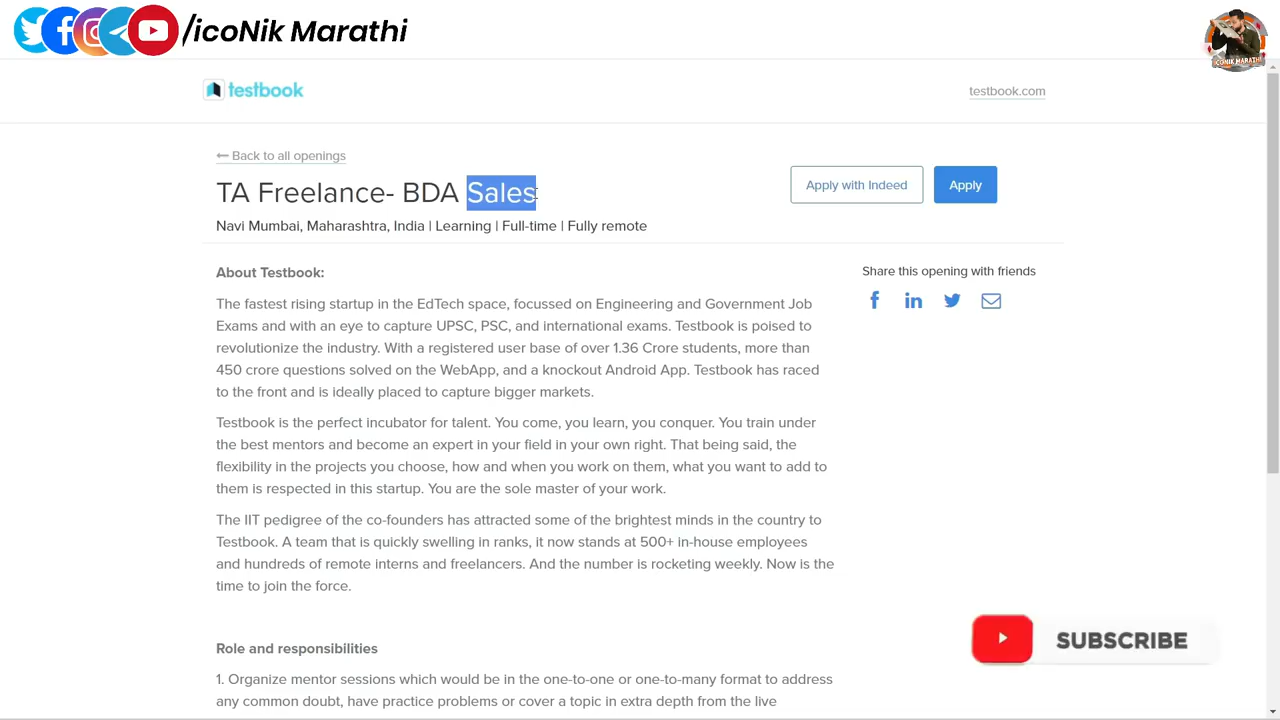 /icoNik Marathi
ICONIK MARATHI
testbook
testbook.com
Back to all openings
TA Freelance- BDA Sales
Apply with Indeed
Apply
Navi Mumbai, Maharashtra, India | Learning | Full-time | Fully remote
About Testbook:
Share this opening with friends
The fastest rising startup in the EdTech space, focussed on Engineering and Government Job
Exams and with an eye to capture UPSC, PSC, and international exams. Testbook is poised to
revolutionize the industry. With a registered user base of over 1.36 Crore students, more than
450 crore questions solved on the WebApp, and a knockout Android App. Testbook has raced
to the front and is ideally placed to capture bigger markets.
Testbook is the perfect incubator for talent. You come, you learn, you conquer. You train under
the best mentors and become an expert in your field in your own right. That being said, the
flexibility in the projects you choose, how and when you work on them, what you want to add to
them is respected in this startup. You are the sole master of your work.
The IIT pedigree of the co-founders has attracted some of the brightest minds in the country to
Testbook. A team that is quickly swelling in ranks, it now stands at 500+ in-house employees
and hundreds of remote interns and freelancers. And the number is rocketing weekly. Now is the
time to join the force.
SUBSCRIBE
Role and responsibilities
1. Organize mentor sessions which would be in the one-to-one or one-to-many format to address
any common doubt, have practice problems or cover a topic in extra depth from the live